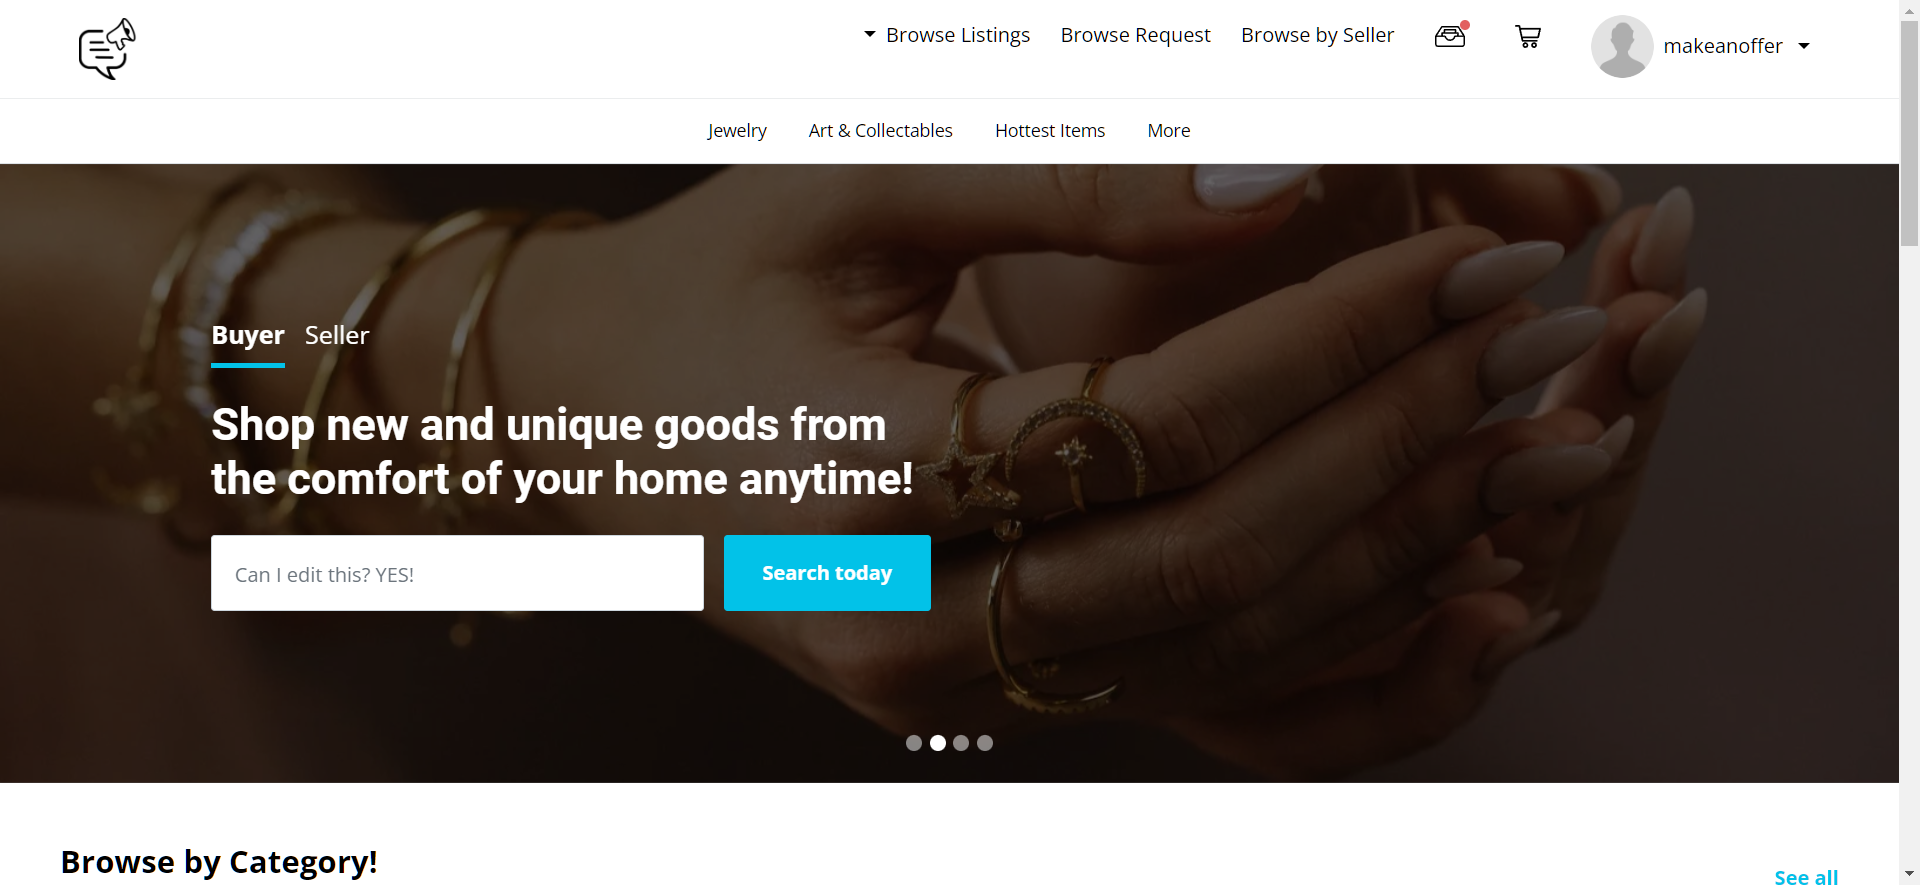 Browse Listings
Browse Request
Browse by Seller
makeanoffer
Jewelry
Art & Collectables
Hottest Items
More
Buyer
Seller
Shop new and unique goods from
the comfort of your home anytime!
Can I edit this? YES!
Search today
Browse by Category!
See all